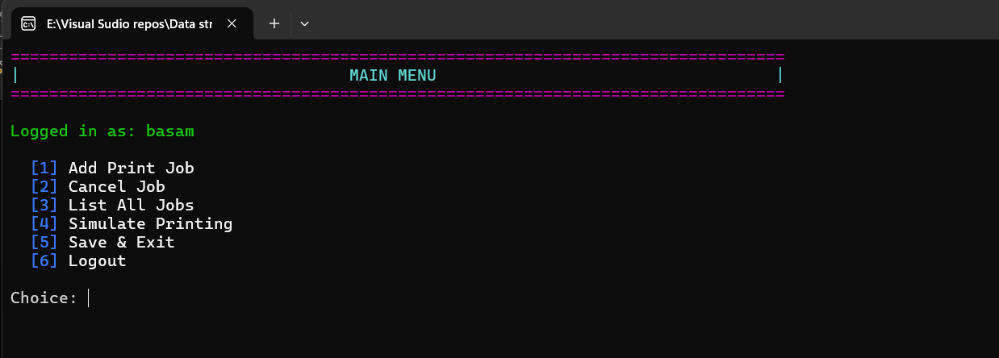 E:\Visual Sudio repos\Data str
================================================================================
|                                  MAIN MENU                                   |
================================================================================
Logged in as: basam
[1] Add Print Job
[2] Cancel Job
[3] List All Jobs
[4] Simulate Printing
[5] Save & Exit
[6] Logout
Choice: